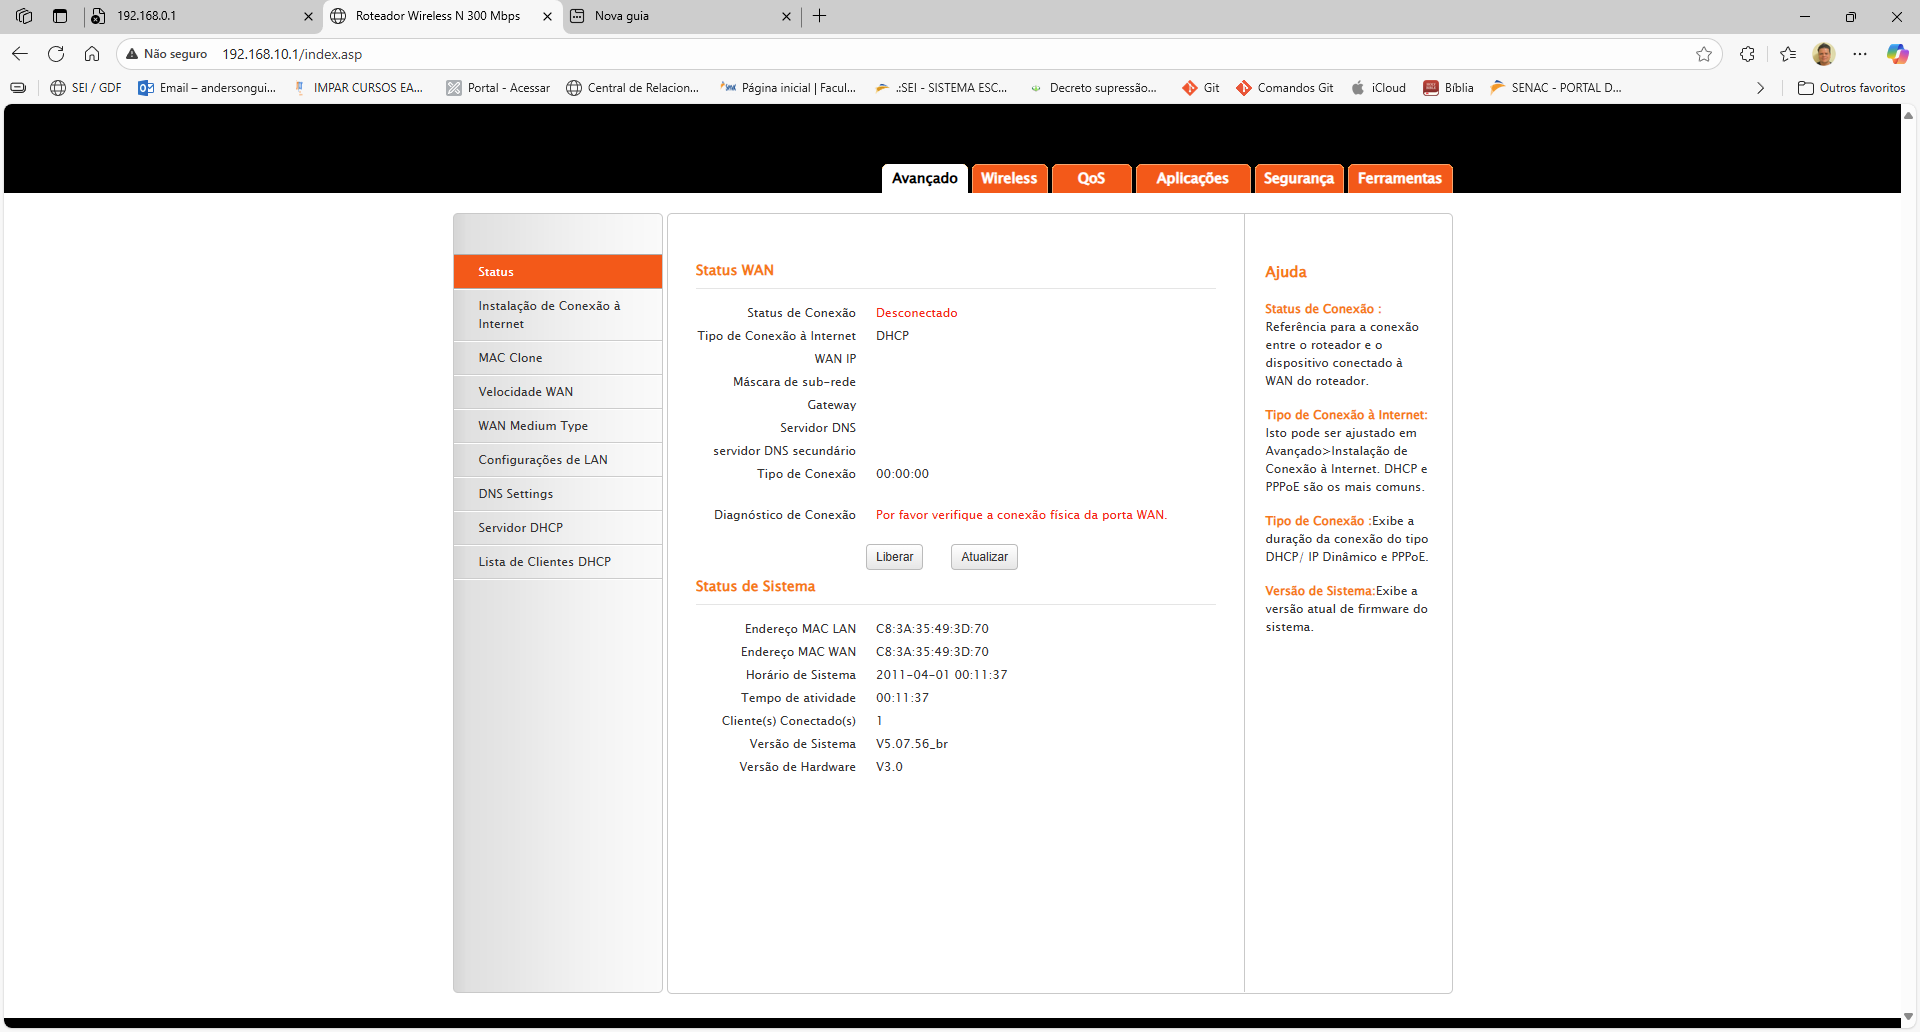 192.168.0.1
Roteador Wireless N 300 Mbps
Nova guia
Não seguro
192.168.10.1/index.asp
SEI / GDF
Email – andersongui...
IMPAR CURSOS EA...
Portal - Acessar
Central de Relacion...
Página inicial | Facul...
.:SEI - SISTEMA ESC...
Decreto supressão...
Git
Comandos Git
iCloud
Bíblia
SENAC - PORTAL D...
Outros favoritos
Avançado
Wireless
QoS
Aplicações
Segurança
Ferramentas
Status
Instalação de Conexão à
Internet
MAC Clone
Velocidade WAN
WAN Medium Type
Configurações de LAN
DNS Settings
Servidor DHCP
Lista de Clientes DHCP
Status WAN
Status de Conexão Desconectado
Tipo de Conexão à Internet DHCP
WAN IP
Máscara de sub-rede
Gateway
Servidor DNS
servidor DNS secundário
Tipo de Conexão 00:00:00
Diagnóstico de Conexão Por favor verifique a conexão física da porta WAN.
Liberar Atualizar
Status de Sistema
Endereço MAC LAN C8:3A:35:49:3D:70
Endereço MAC WAN C8:3A:35:49:3D:70
Horário de Sistema 2011-04-01 00:11:37
Tempo de atividade 00:11:37
Cliente(s) Conectado(s) 1
Versão de Sistema V5.07.56_br
Versão de Hardware V3.0
Ajuda
Status de Conexão :
Referência para a conexão
entre o roteador e o
dispositivo conectado à
WAN do roteador.
Tipo de Conexão à Internet:
Isto pode ser ajustado em
Avançado>Instalação de
Conexão à Internet. DHCP e
PPPoE são os mais comuns.
Tipo de Conexão :Exibe a
duração da conexão do tipo
DHCP/ IP Dinâmico e PPPoE.
Versão de Sistema:Exibe a
versão atual de firmware do
sistema.